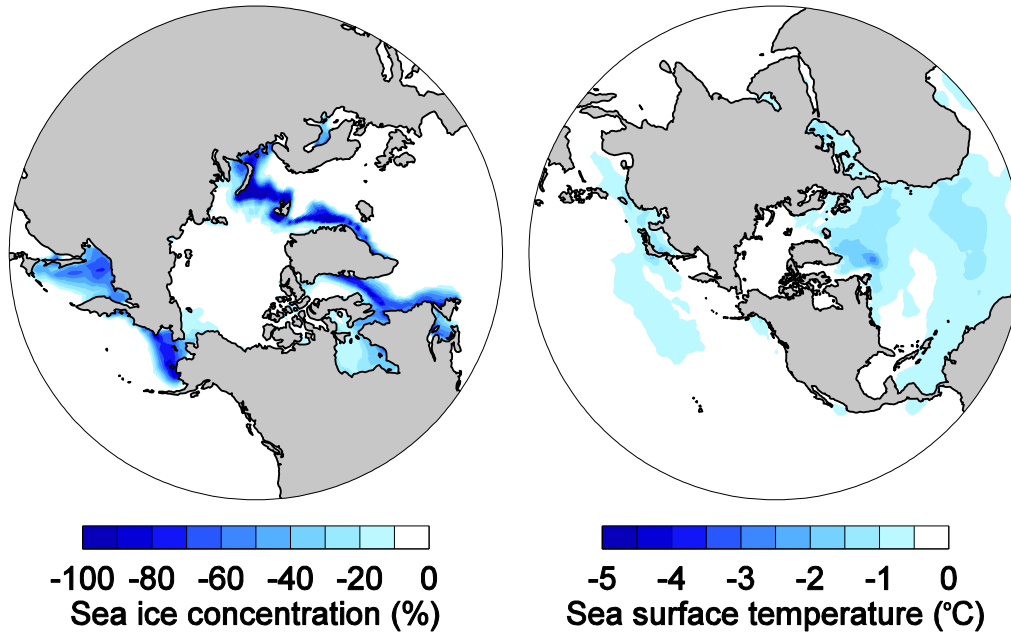 -100 -80 -60 -40 -20 0
Sea ice concentration (%)
-5 -4 -3 -2 -1 0
Sea surface temperature (°C)